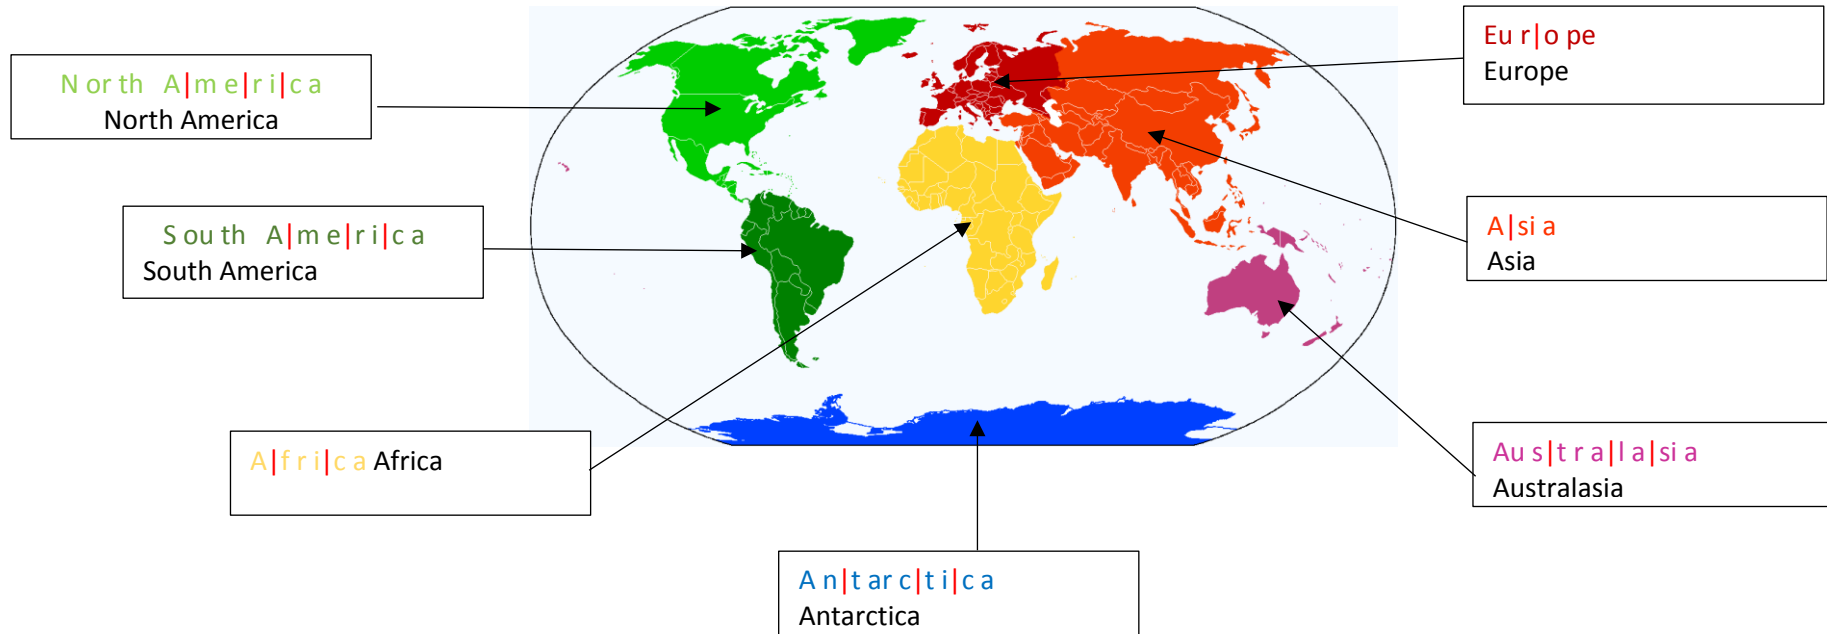 N or th A|m e|r i|c a
North America
S ou th A|m e|r i|c a
South America
A|f r i|c a Africa
A n|t ar c|t i|c a
Antarctica
Eu r|o pe
Europe
A|si a
Asia
Au s|t r a|l a|si a
Australasia